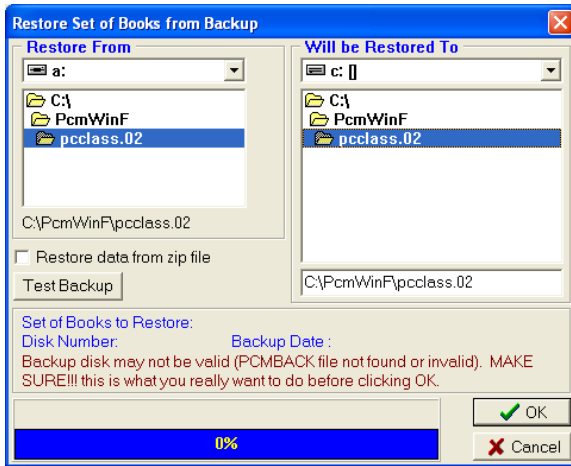 Restore Set of Books from Backup
Restore From
a:
C:\
PcmWinF
pcclass.02
C:\PcmWinF\pcclass.02
Restore data from zip file
Test Backup
Will be Restored To
c: []
C:\
PcmWinF
pcclass.02
C:\PcmWinF\pcclass.02
Set of Books to Restore:
Disk Number: Backup Date :
Backup disk may not be valid (PCMBACK file not found or invalid). MAKE
SURE!!! this is what you really want to do before clicking OK.
0%
OK
Cancel